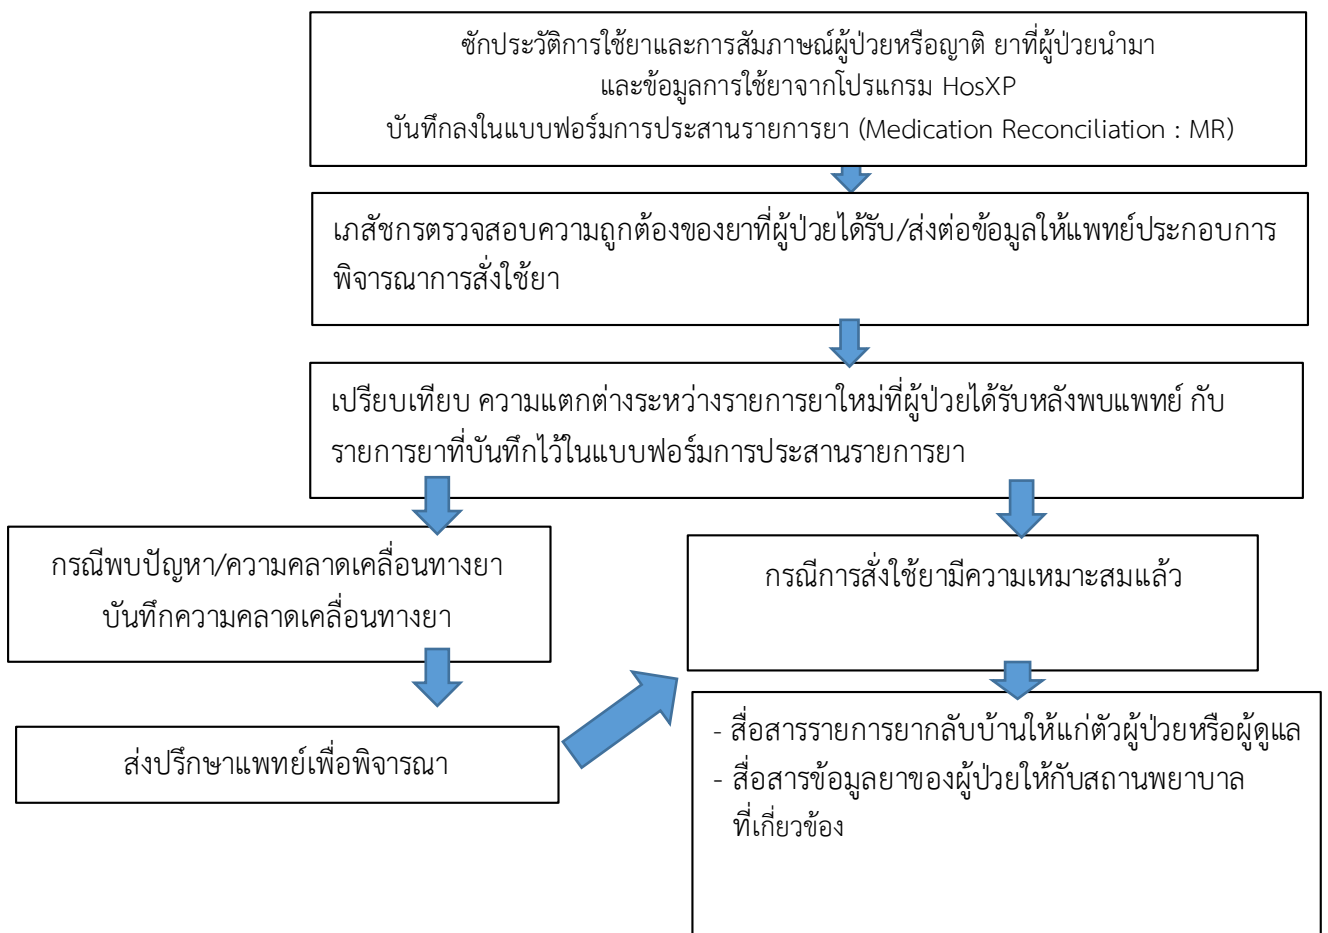 ซักประวัติการใช้ยาและการสัมภาษณ์ผู้ป่วยหรือญาติ ยาที่ผู้ป่วยนำมา
และข้อมูลการใช้ยาจากโปรแกรม HosXP
บันทึกลงในแบบฟอร์มการประสานรายการยา (Medication Reconciliation : MR)
เภสัชกรตรวจสอบความถูกต้องของยาที่ผู้ป่วยได้รับ/ส่งต่อข้อมูลให้แพทย์ประกอบการ
พิจารณาการสั่งใช้ยา
เปรียบเทียบ ความแตกต่างระหว่างรายการยาใหม่ที่ผู้ป่วยได้รับหลังพบแพทย์ กับ
รายการยาที่บันทึกไว้ในแบบฟอร์มการประสานรายการยา
กรณีพบปัญหา/ความคลาดเคลื่อนทางยา
บันทึกความคลาดเคลื่อนทางยา
กรณีการสั่งใช้ยามีความเหมาะสมแล้ว
ส่งปรึกษาแพทย์เพื่อพิจารณา
- สื่อสารรายการยากลับบ้านให้แก่ตัวผู้ป่วยหรือผู้ดูแล
- สื่อสารข้อมูลยาของผู้ป่วยให้กับสถานพยาบาล
ที่เกี่ยวข้อง